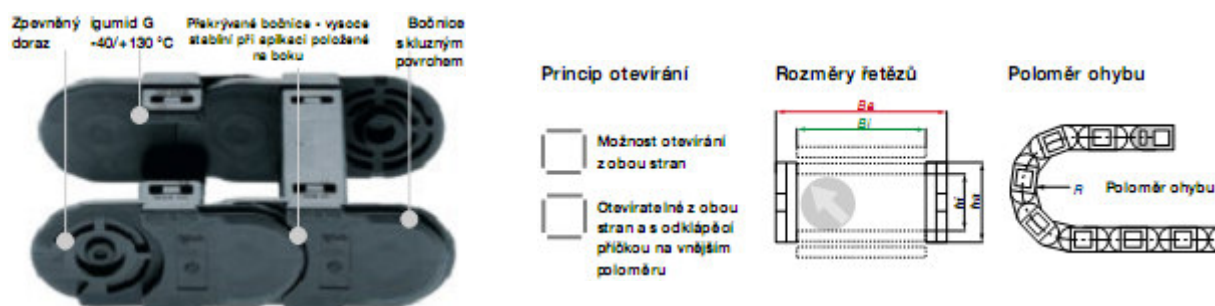 Zpevněný
doraz
igumid G
-40/+130 °C
Překrývané bočnice - vysoce
stabilní při aplikaci položené
na boku
Bočnice
s kluzným
povrchem
Princip otevírání
Možnost otevírání
z obou stran
Otevíratelné z obou
stran a s odklápěcí
příčkou na vnějším
poloměru
Rozměry řetězů
Ba
Bi
hi
ha
Poloměr ohybu
R Poloměr ohybu